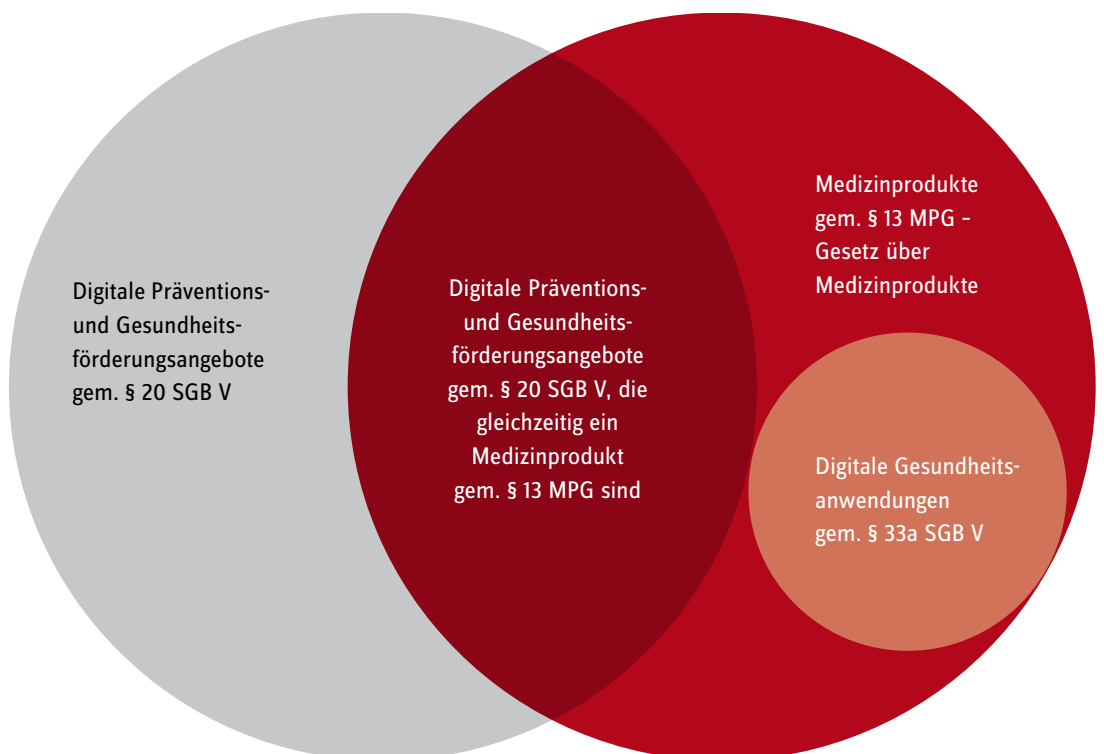 Digitale Präventions-
und Gesundheits-
förderungsangebote
gem. § 20 SGB V
Digitale Präventions-
und Gesundheits-
förderungsangebote
gem. § 20 SGB V, die
gleichzeitig ein
Medizinprodukt
gem. § 13 MPG sind
Medizinprodukte
gem. § 13 MPG –
Gesetz über
Medizinprodukte
Digitale Gesundheits-
anwendungen
gem. § 33a SGB V